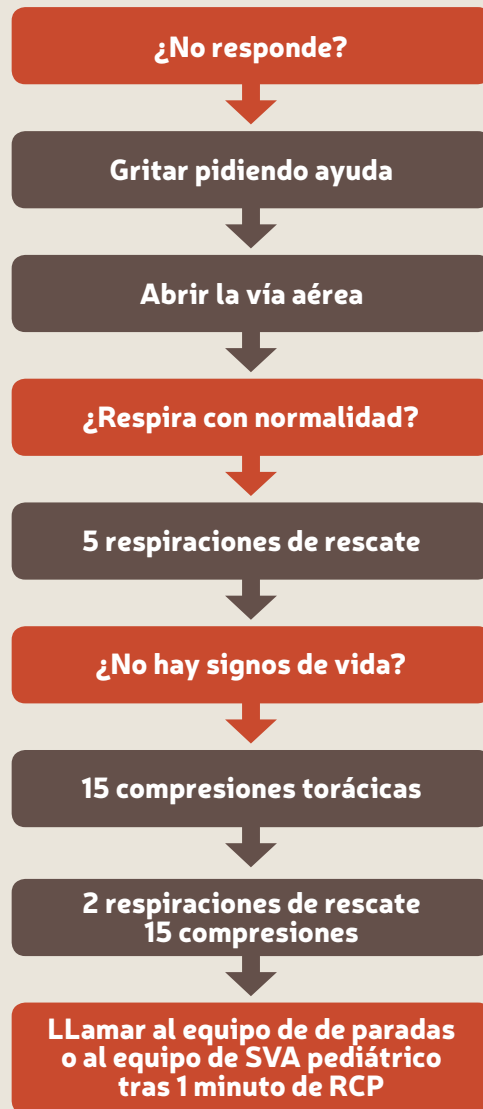 ¿No responde?
Gritar pidiendo ayuda
Abrir la vía aérea
¿Respira con normalidad?
5 respiraciones de rescate
¿No hay signos de vida?
15 compresiones torácicas
2 respiraciones de rescate
15 compresiones
LLamar al equipo de de paradas
o al equipo de SVA pediátrico
tras 1 minuto de RCP